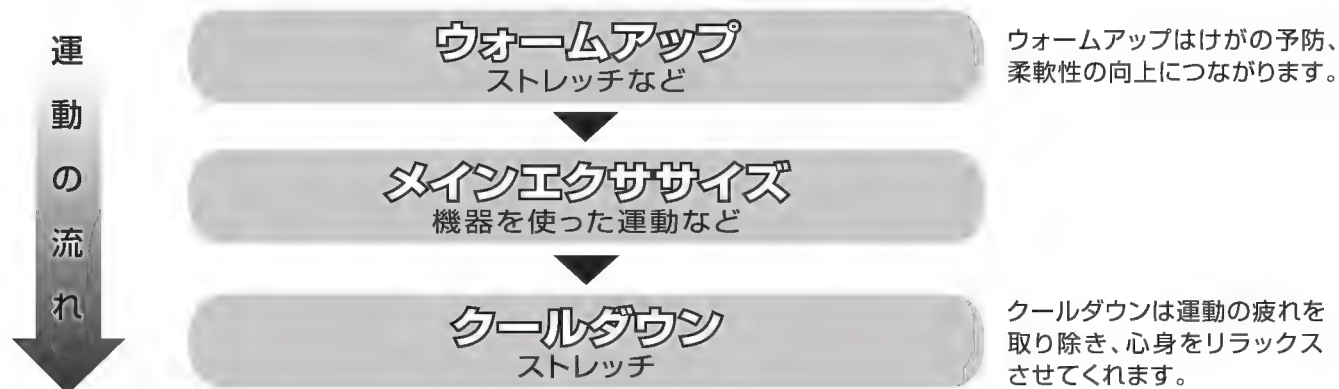 運動の流れ
ウォームアップ
ストレッチなど
ウォームアップはけがの予防、
柔軟性の向上につながります。
メインエクササイズ
機器を使った運動など
クールダウン
ストレッチ
クールダウンは運動の疲れを
取り除き、心身をリラックス
させてくれます。